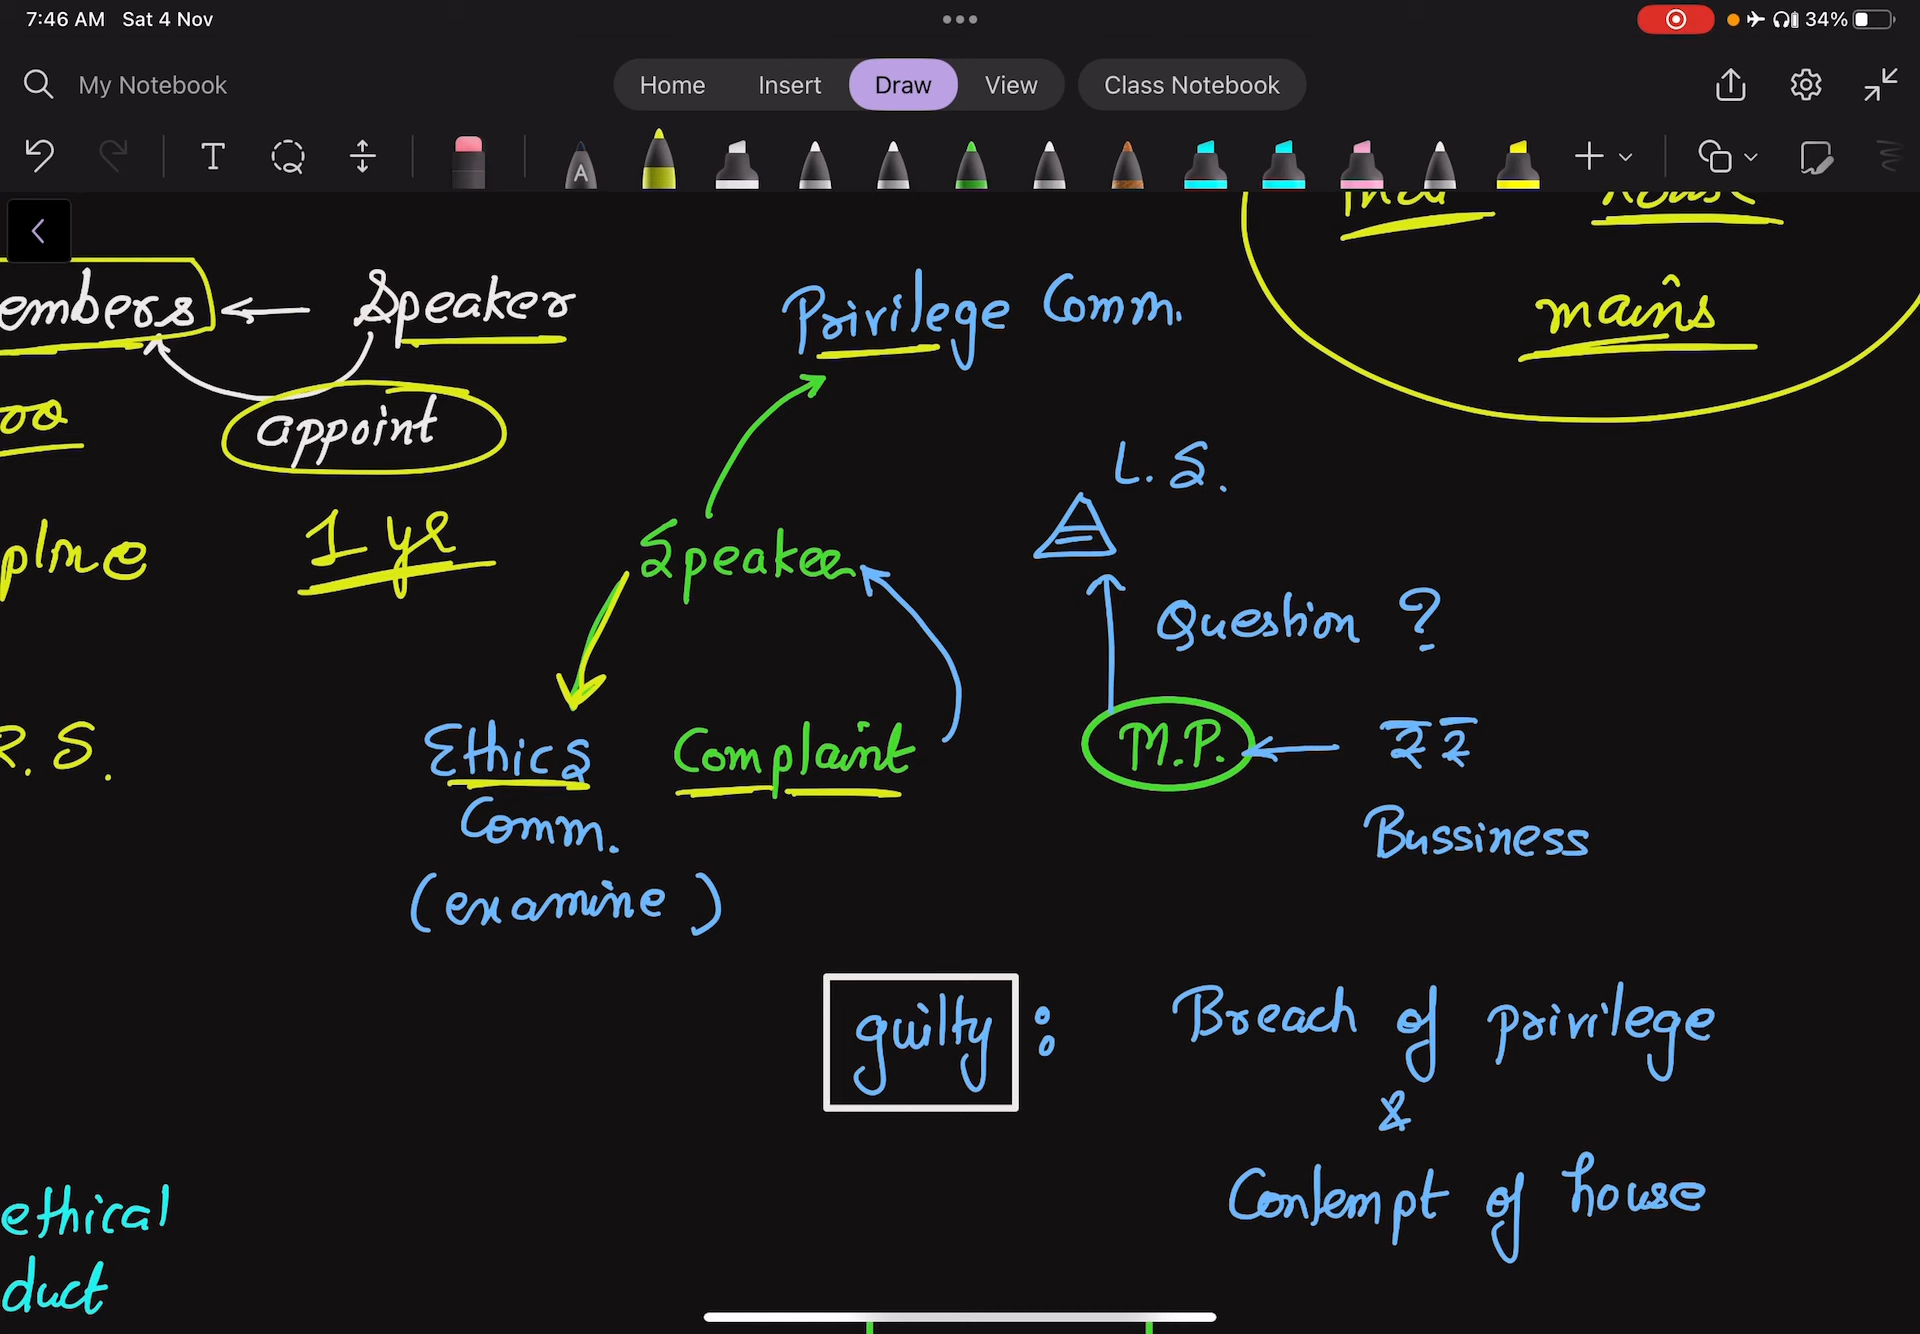 7:46 AM Sat 4 Nov
34%
My Notebook
Home Insert Draw View Class Notebook
T
A
embers ← Speaker
Privilege Comm.
mains
appoint
L. S.
1 yr
Speaker
Question ?
R. S.
Ethics
Complaint
M.P.
Comm.
Bussiness
(examine)
guilty :
Breach of privilege
&
Contempt of house
ethical
duct